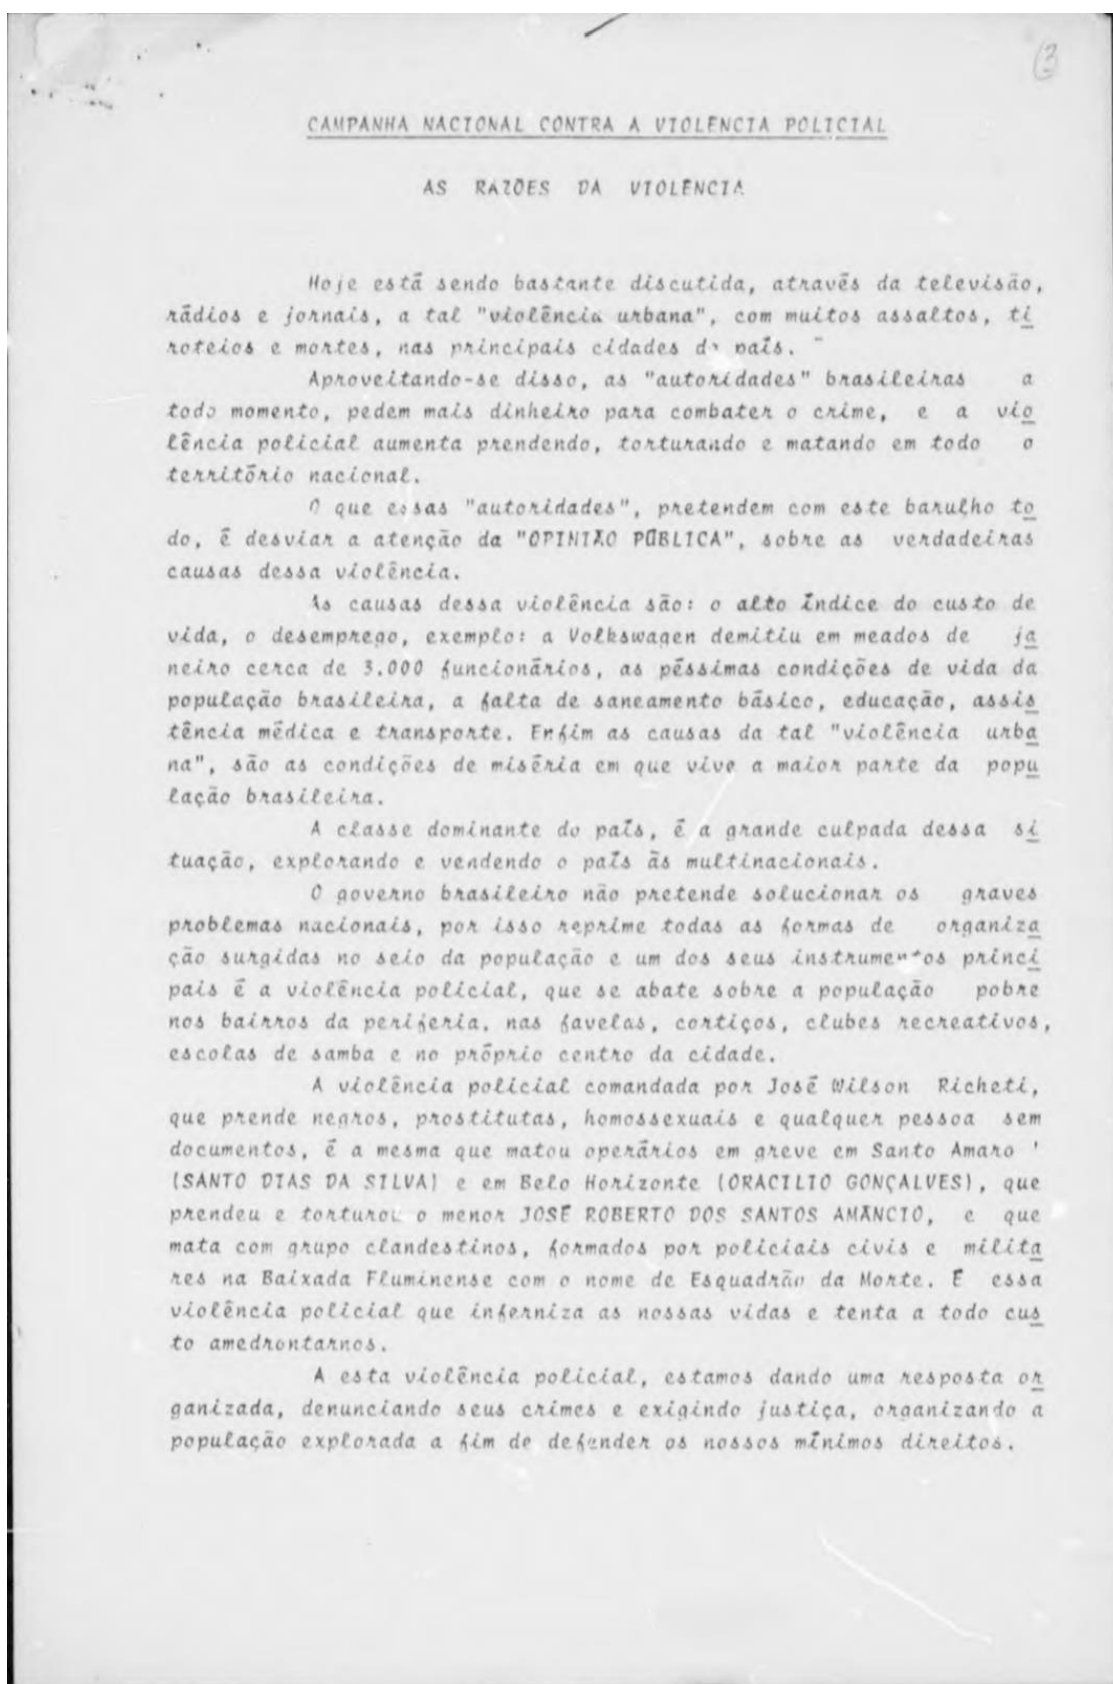 3
CAMPANHA NACIONAL CONTRA A VIOLENCIA POLICIAL
AS RAZOES DA VIOLÊNCIA
Hoje está sendo bastante discutida, através da televisão,
rádios e jornais, a tal "violência urbana", com muitos assaltos, ti
roteios e mortes, nas principais cidades do país.
Aproveitando-se disso, as "autoridades" brasileiras a
todo momento, pedem mais dinheiro para combater o crime, e a vio
lência policial aumenta prendendo, torturando e matando em todo o
território nacional.
O que essas "autoridades", pretendem com este barulho to
do, é desviar a atenção da "OPINIÃO PÚBLICA", sobre as verdadeiras
causas dessa violência.
As causas dessa violência são: o alto índice do custo de
vida, o desemprego, exemplo: a Volkswagen demitiu em meados de ja
neiro cerca de 3.000 funcionários, as péssimas condições de vida da
população brasileira, a falta de saneamento básico, educação, assis
tência médica e transporte. Enfim as causas da tal "violência urba
na", são as condições de miséria em que vive a maior parte da popu
lação brasileira.
A classe dominante do país, é a grande culpada dessa si
tuação, explorando e vendendo o país às multinacionais.
O governo brasileiro não pretende solucionar os graves
problemas nacionais, por isso reprime todas as formas de organiza
ção surgidas no seio da população e um dos seus instrumentos princi
pais é a violência policial, que se abate sobre a população pobre
nos bairros da periferia, nas favelas, cortiços, clubes recreativos,
escolas de samba e no próprio centro da cidade.
A violência policial comandada por José Wilson Richeti,
que prende negros, prostitutas, homossexuais e qualquer pessoa sem
documentos, é a mesma que matou operários em greve em Santo Amaro '
(SANTO DIAS DA SILVA) e em Belo Horizonte (ORACILIO GONÇALVES), que
prendeu e torturou o menor JOSÉ ROBERTO DOS SANTOS AMÂNCIO, e que
mata com grupo clandestinos, formados por policiais civis e milita
res na Baixada Fluminense com o nome de Esquadrão da Morte. É essa
violência policial que inferniza as nossas vidas e tenta a todo cus
to amedrontarnos.
A esta violência policial, estamos dando uma resposta or
ganizada, denunciando seus crimes e exigindo justiça, organizando a
população explorada a fim de defender os nossos mínimos direitos.